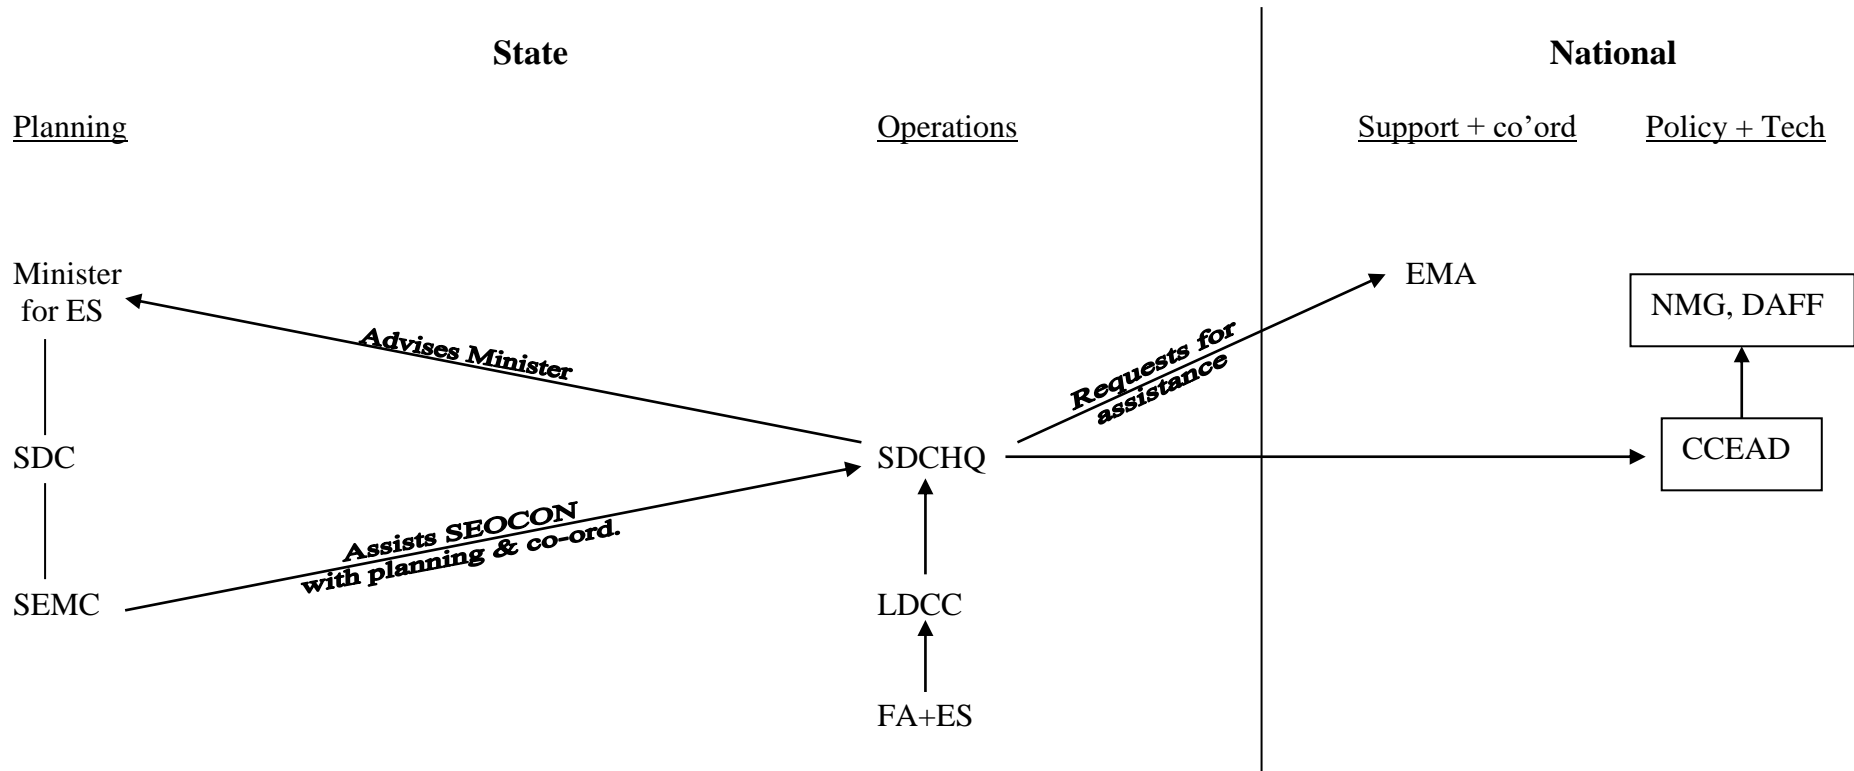 State
National
Planning
Operations
Support + co’ord
Policy + Tech
Minister
for ES
EMA
NMG, DAFF
Advises Minister
Requests for
assistance
SDC
SDCHQ
CCEAD
Assists SEOCON
with planning & co-ord.
SEMC
LDCC
FA+ES